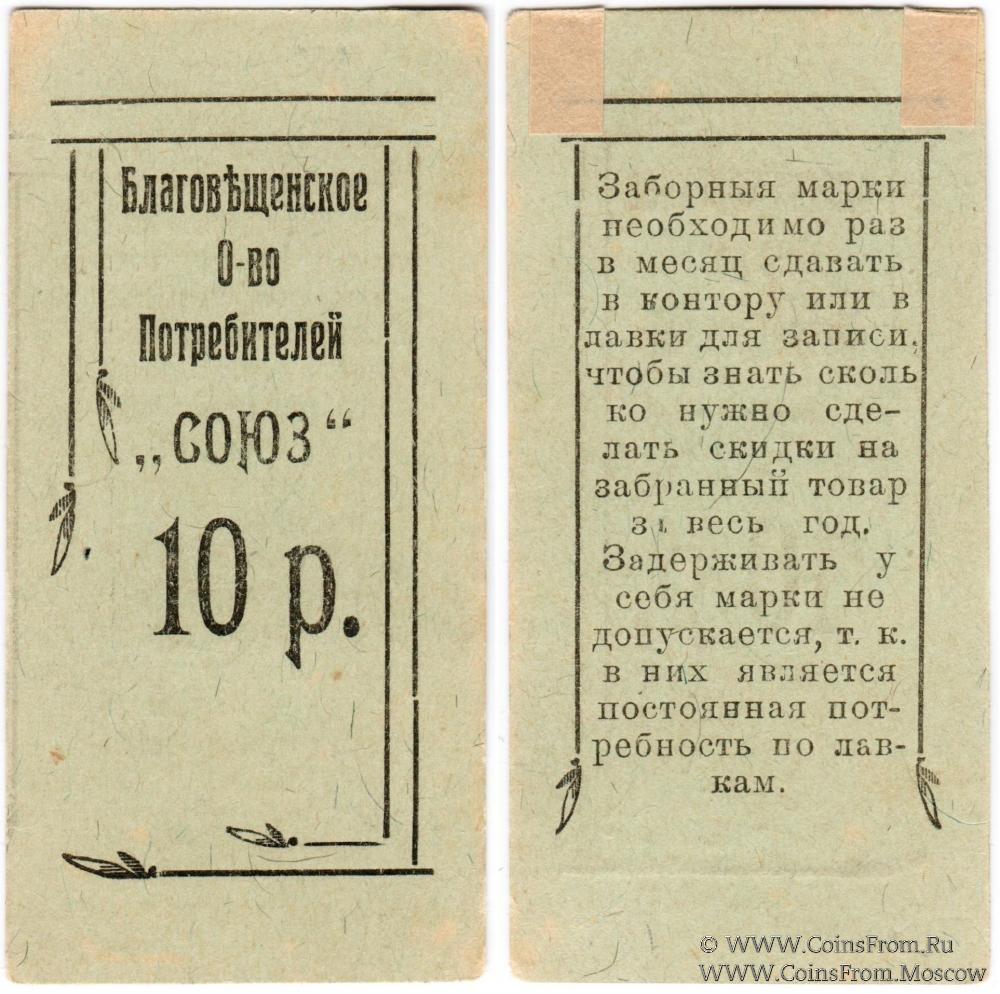 Благовѣщенское
О-во
Потребителей
„СОЮЗ“
10 р.
Заборныя марки
необходимо раз
в месяц сдавать
в контору или в
лавки для записи,
чтобы знать сколь
ко нужно сде-
лать скидки на
забранный товар
за весь год.
Задерживать у
себя марки не
допускается, т. к.
в них является
постоянная пот-
ребность по лав-
кам.
© WWW.CoinsFrom.Ru
WWW.CoinsFrom.Moscow